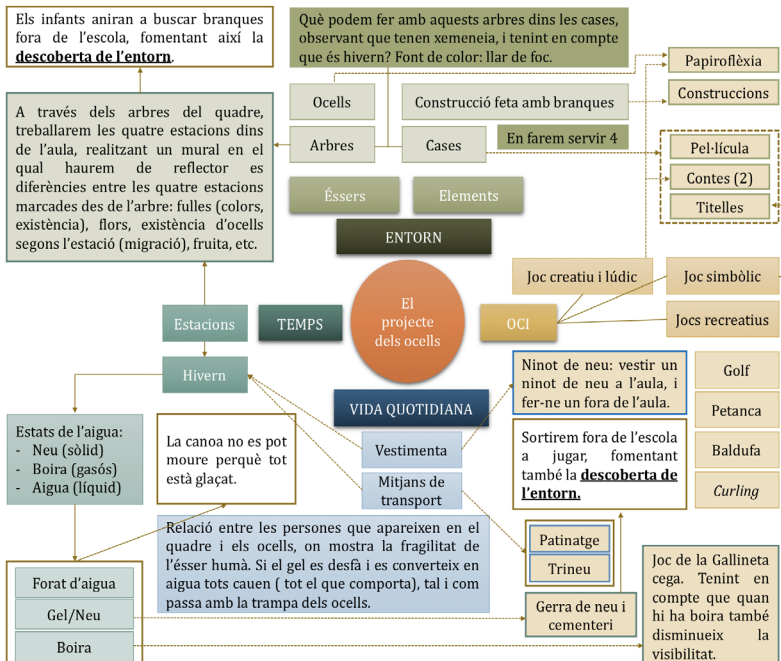 Els infants aniran a buscar branques
fora de l'escola, fomentant així la
descoberta de l'entorn.
Què podem fer amb aquests arbres dins les cases,
observant que tenen xemeneia, i tenint en compte
que és hivern? Font de color: llar de foc.
Papiroflèxia
Construccions
Ocells
Construcció feta amb branques
Arbres
Cases
En farem servir 4
Pel·lícula
Contes (2)
Titelles
A través dels arbres del quadre,
treballarem les quatre estacions dins
de l'aula, realitzant un mural en el
qual haurem de reflector es
diferències entre les quatre estacions
marcades des de l'arbre: fulles (colors,
existència), flors, existència d'ocells
segons l'estació (migració), fruita, etc.
Éssers
Elements
ENTORN
El
projecte
dels ocells
Joc creatiu i lúdic
Joc simbòlic
Estacions
TEMPS
OCI
Jocs recreatius
Hivern
VIDA QUOTIDIANA
Ninot de neu: vestir un
ninot de neu a l'aula, i
fer-ne un fora de l'aula.
Golf
Petanca
Baldufa
Curling
Estats de l'aigua:
- Neu (sòlid)
- Boira (gasós)
- Aigua (líquid)
La canoa no es pot
moure perquè tot
està glaçat.
Vestimenta
Mitjans de
transport
Sortirem fora de l'escola
a jugar, fomentant
també la descoberta de
l'entorn.
Relació entre les persones que apareixen en el
quadre i els ocells, on mostra la fragilitat de
l'ésser humà. Si el gel es desfà i es converteix en
aigua tots cauen ( tot el que comporta), tal i com
passa amb la trampa dels ocells.
Patinatge
Trineu
Forat d'aigua
Gel/Neu
Boira
Gerra de neu i
cementeri
Joc de la Gallineta
cega. Tenint en
compte que quan
hi ha boira també
disminueix la
visibilitat.